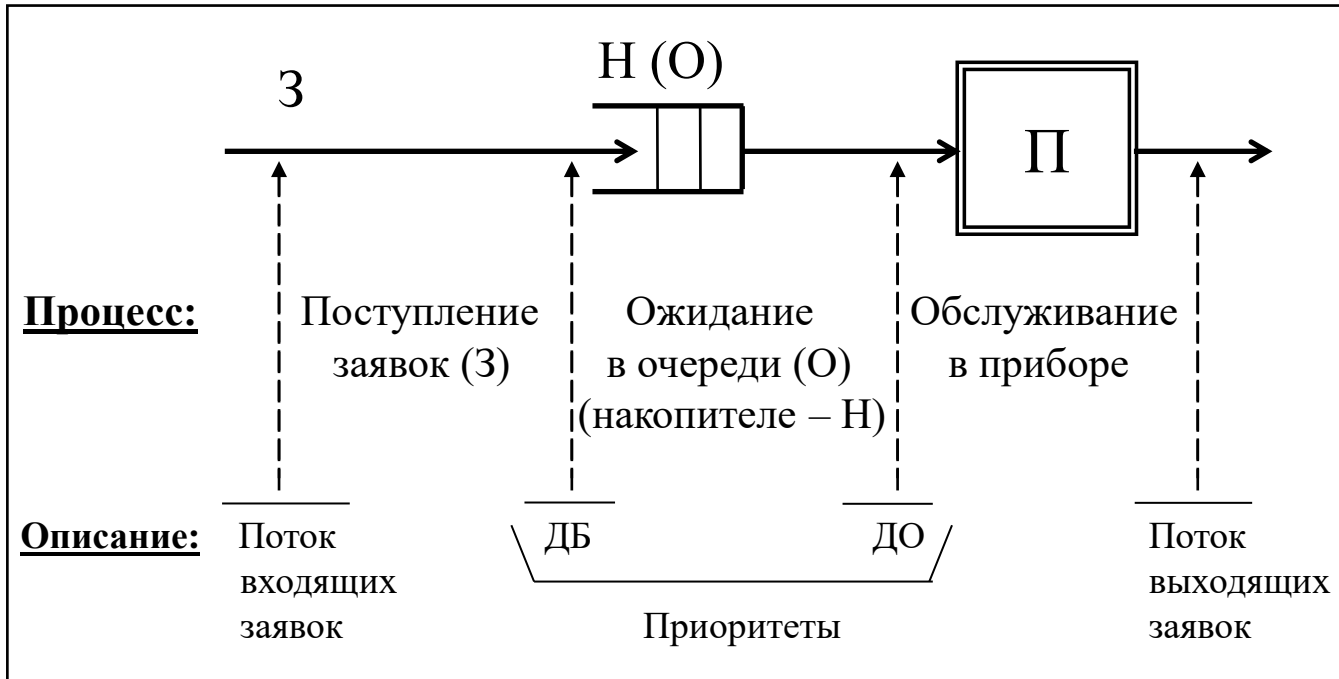 З
Н (О)
П
Процесс:
Поступление
заявок (З)
Ожидание
в очереди (О)
(накопителе – Н)
Обслуживание
в приборе
Описание:
Поток
входящих
заявок
ДБ
ДО
Приоритеты
Поток
выходящих
заявок